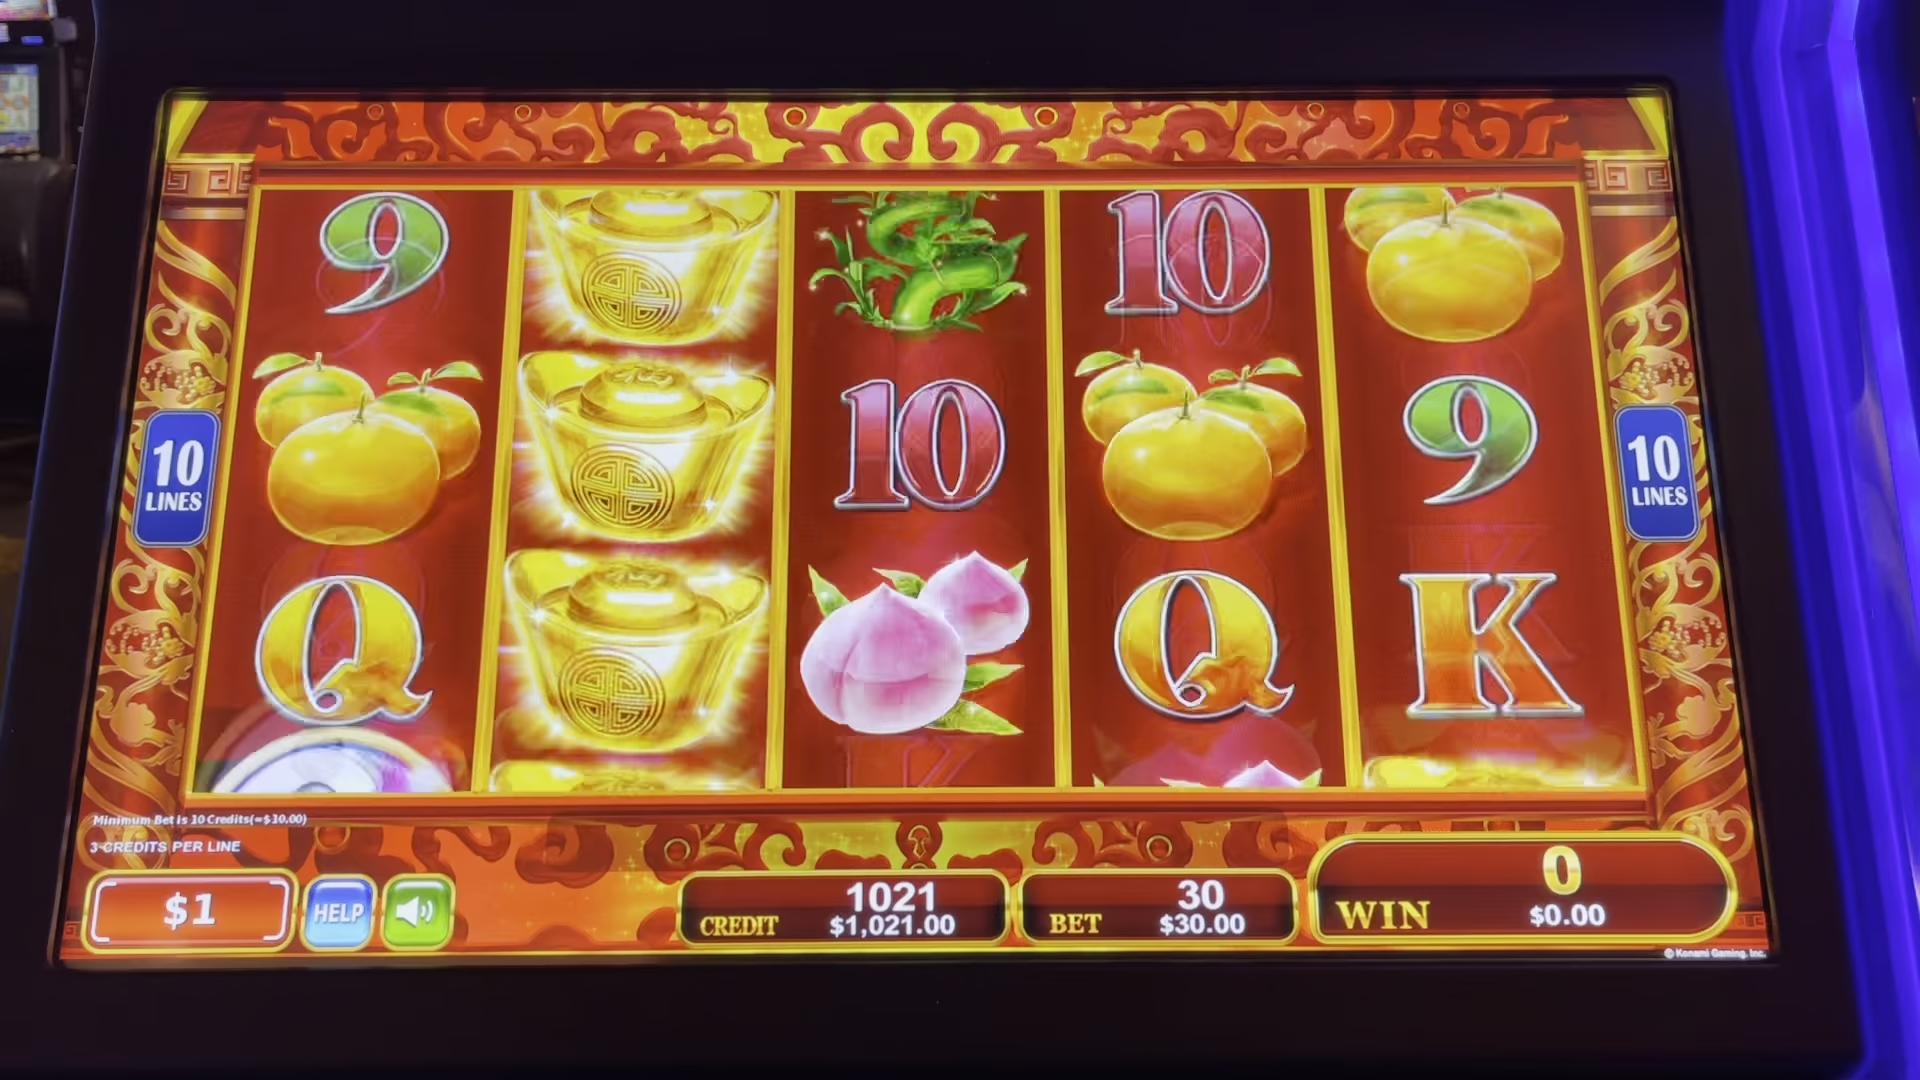 9
10
10
9
10
LINES
10
LINES
Q
Q
K
Minimum Bet is 10 Credits(=$10.00)
3 CREDITS PER LINE
$1
HELP
CREDIT
1021
$1,021.00
BET
30
$30.00
WIN
0
$0.00
© Konami Gaming, Inc.